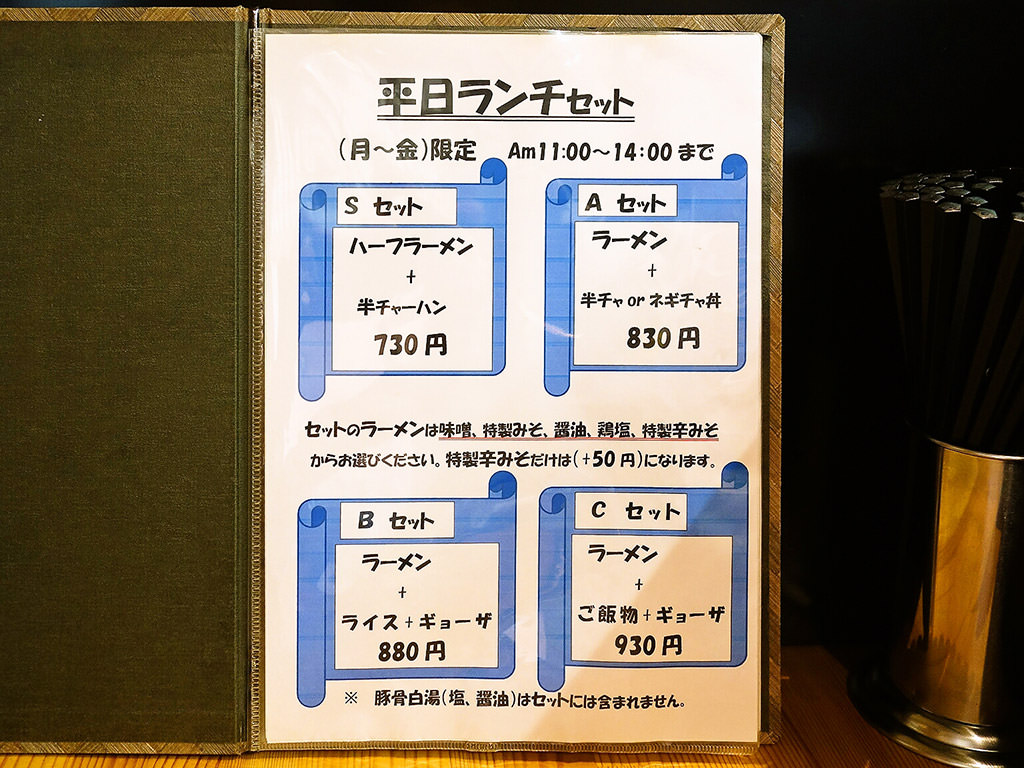 平日ランチセット
(月～金)限定 Am11:00～14:00まで
S セット
ハーフラーメン
+
半チャーハン
730円
A セット
ラーメン
+
半チャ or ネギチャ丼
830円
セットのラーメンは味噌、特製みそ、醤油、鶏塩、特製辛みそ
からお選びください。特製辛みそだけは(+50円)になります。
B セット
ラーメン
+
ライス+ギョーザ
880円
C セット
ラーメン
+
ご飯物+ギョーザ
930円
※ 豚骨白湯(塩、醤油)はセットには含まれません。